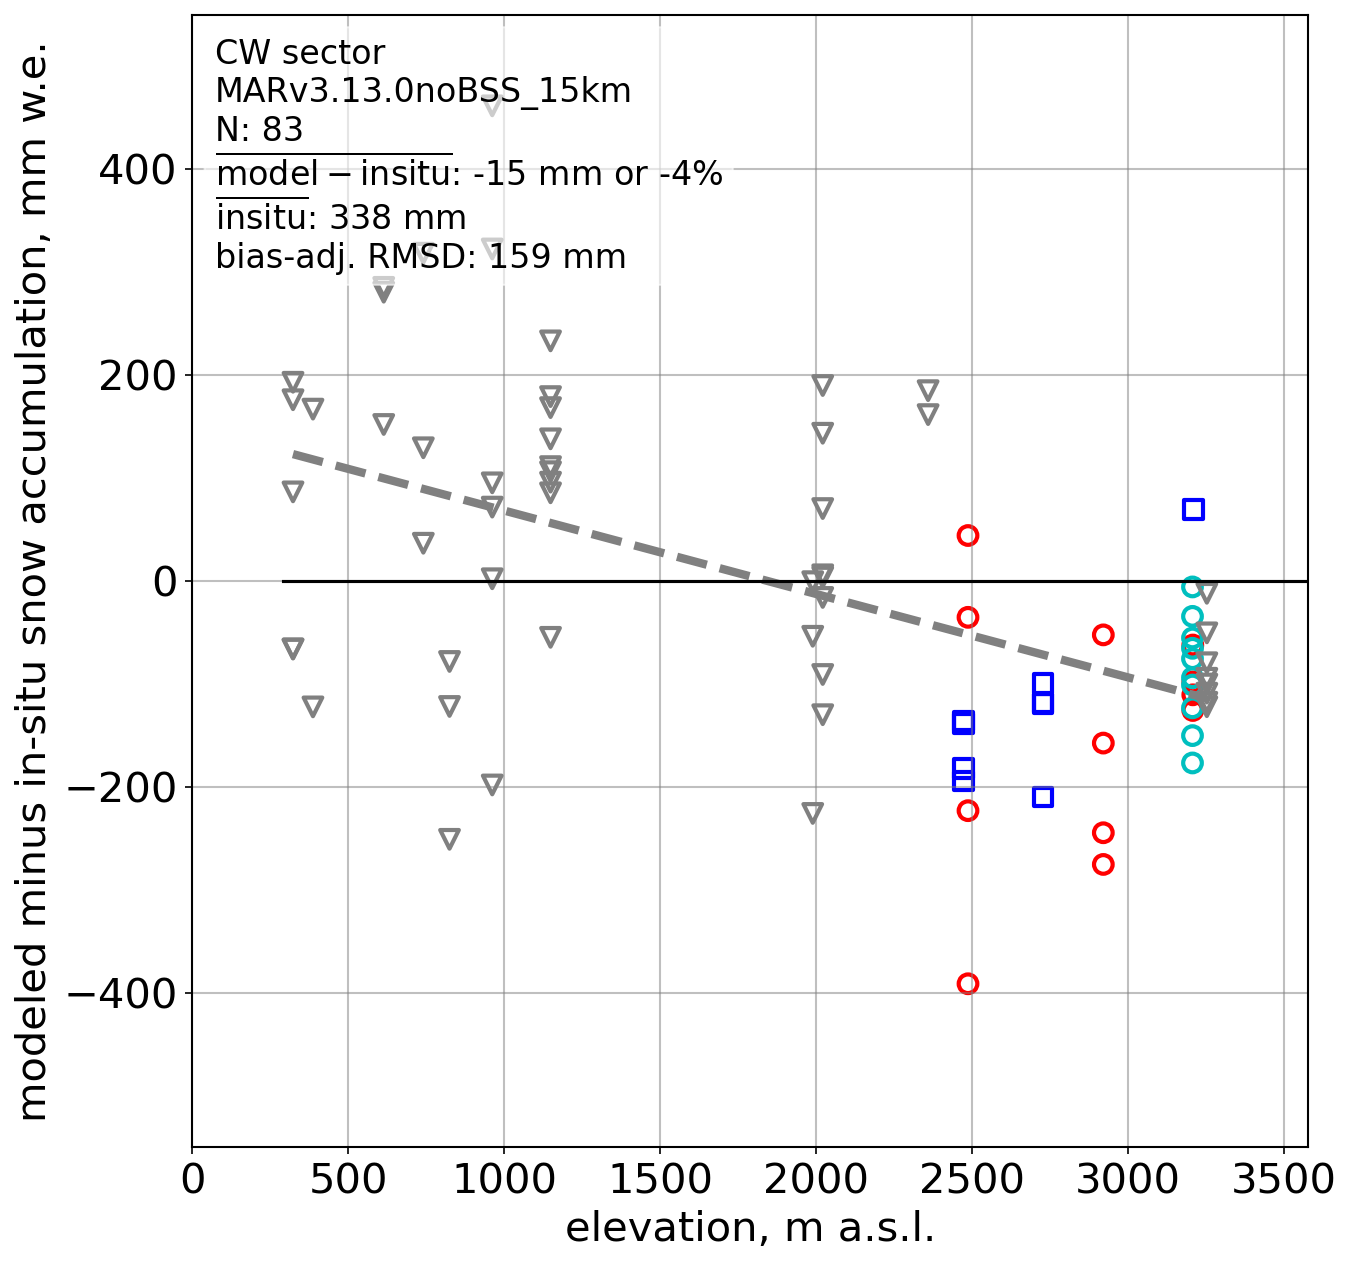 CW sector
MARv3.13.0noBSS_15km
N: 83
model − insitu: -15 mm or -4%
insitu: 338 mm
bias-adj. RMSD: 159 mm
modeled minus in-situ snow accumulation, mm w.e.
400
200
0
−200
−400
0 500 1000 1500 2000 2500 3000 3500
elevation, m a.s.l.